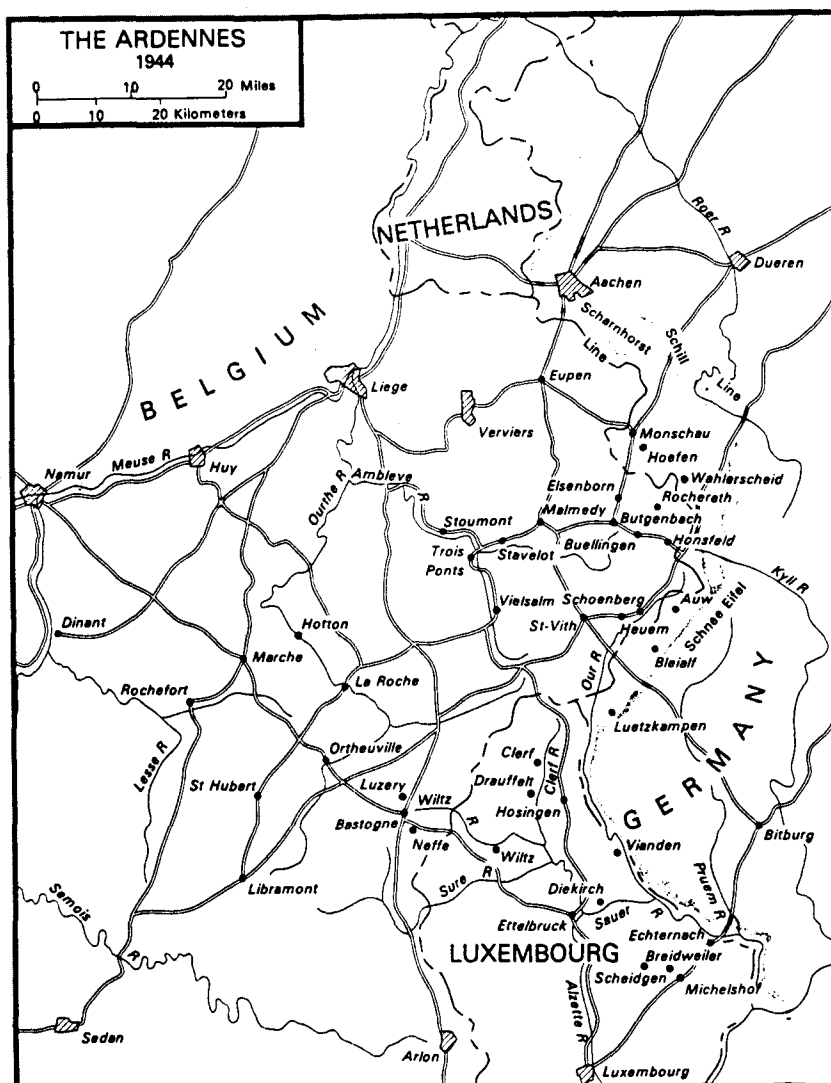 THE ARDENNES
1944
0 10 20 Miles
0 10 20 Kilometers
NETHERLANDS
Roer R
Dueren
Aachen
Scharnhorst
Line
Schill
Line
BELGIUM
Liege
Eupen
Verviers
Monschau
Hoefen
Meuse R
Huy
Namur
Ourthe R
Ambleve R
Wahlerscheid
Elsenborn
Rocherath
Stoumont
Malmedy
Butgenbach
Trois
Ponts
Stavelot
Buellingen
Honsfeld
Kyll R
Vielsalm
Schoenberg
Auw
Schnee Eifel
Dinant
Hotton
St-Vith
Heuem
Marche
Our R
Bleialf
Rochefort
La Roche
Luetzkampen
GERMANY
Lesse R
Ortheuville
Clerf
Clerf R
Drauffelt
St Hubert
Luzery
Wiltz R
Hosingen
Bastogne
Neffe
Wiltz
Vianden
Bitburg
Libramont
Sure R
Diekirch
Pruem R
Semois R
Ettelbruck
Sauer R
Echternach
LUXEMBOURG
Breidweiler
Scheidgen
Michelshof
Alzette R
Sedan
Arlon
Luxembourg